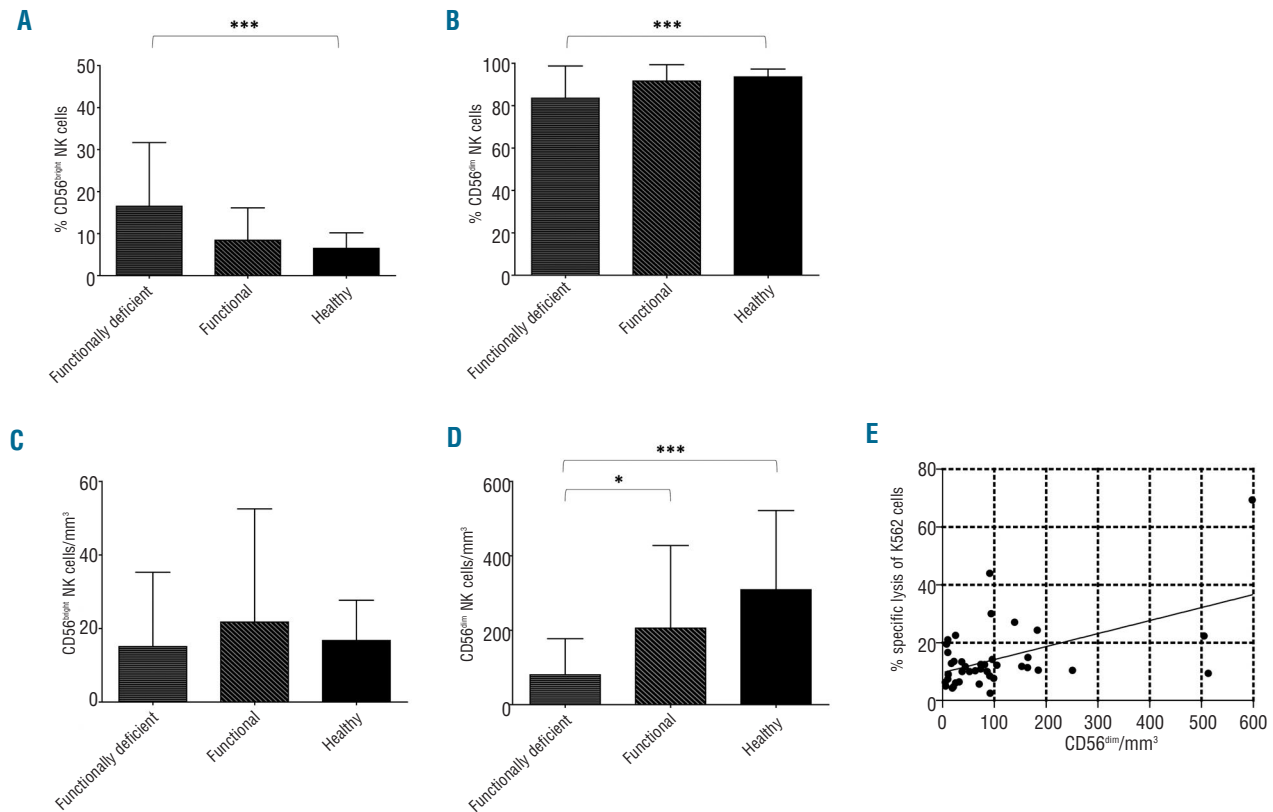 A
***
50
40
30
20
10
0
% CD56bright NK cells
Functionally deficient
Functional
Healthy
B
***
100
80
60
40
20
0
% CD56dim NK cells
Functionally deficient
Functional
Healthy
C
60
40
20
0
CD56bright NK cells/mm3
Functionally deficient
Functional
Healthy
D
***
*
600
400
200
0
CD56dim NK cells/mm3
Functionally deficient
Functional
Healthy
E
80
60
40
20
0
% specific lysis of K562 cells
0 100 200 300 400 500 600
CD56dim/mm3